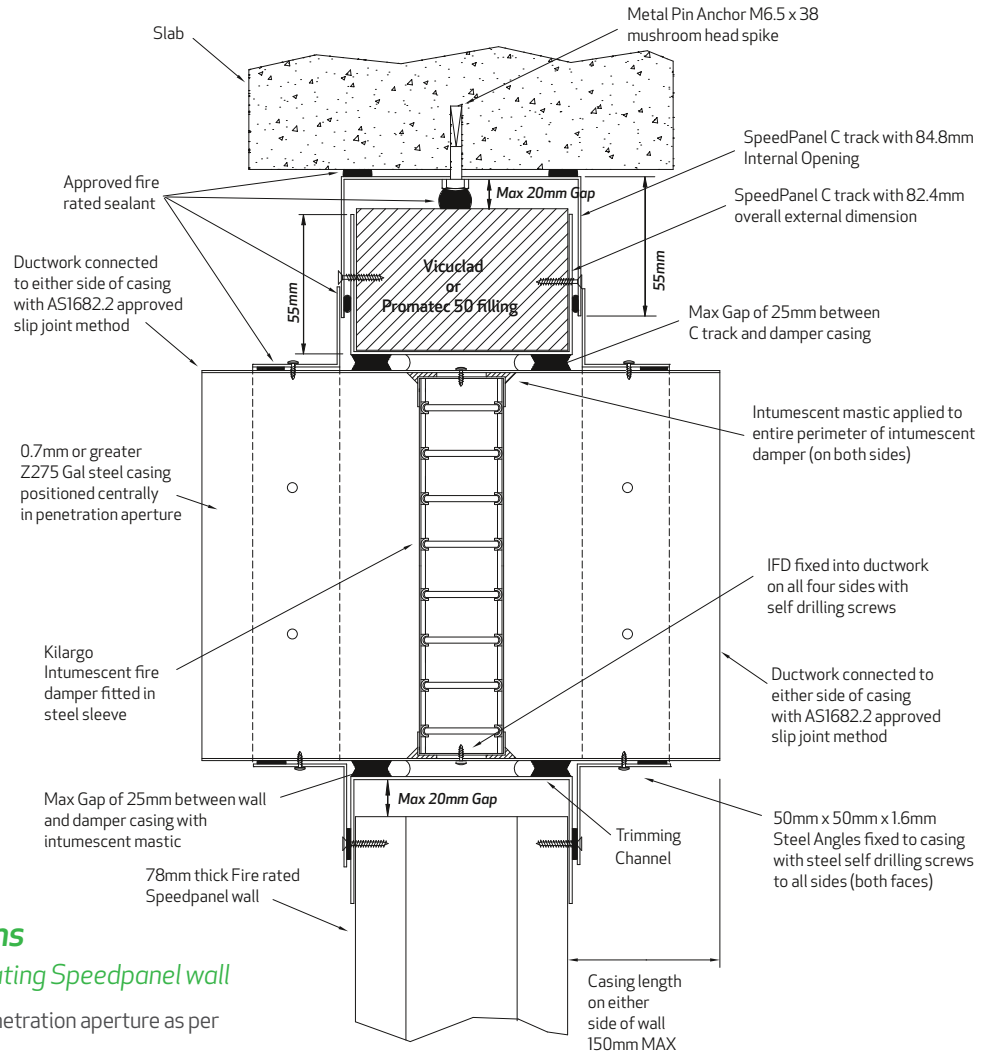 Metal Pin Anchor M6.5 x 38
mushroom head spike
Slab
SpeedPanel C track with 84.8mm
Internal Opening
Approved fire
rated sealant
Max 20mm Gap
SpeedPanel C track with 82.4mm
overall external dimension
Ductwork connected
to either side of casing
with AS1682.2 approved
slip joint method
55mm
Vicuclad
or
Promatec 50 filling
55mm
Max Gap of 25mm between
C track and damper casing
0.7mm or greater
Z275 Gal steel casing
positioned centrally
in penetration aperture
Intumescent mastic applied to
entire perimeter of intumescent
damper (on both sides)
IFD fixed into ductwork
on all four sides with
self drilling screws
Kilargo
Intumescent fire
damper fitted in
steel sleeve
Ductwork connected to
either side of casing
with AS1682.2 approved
slip joint method
Max Gap of 25mm between wall
and damper casing with
intumescent mastic
Max 20mm Gap
Trimming
Channel
50mm x 50mm x 1.6mm
Steel Angles fixed to casing
with steel self drilling screws
to all sides (both faces)
78mm thick Fire rated
Speedpanel wall
Casing length
on either
side of wall
150mm MAX
ns
ting Speedpanel wall
netration aperture as per